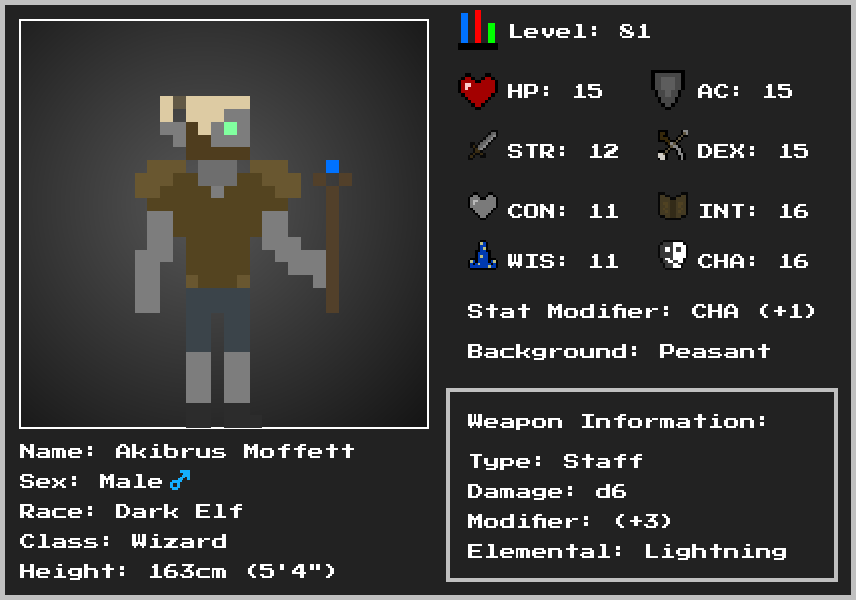 Level: 81
HP: 15 AC: 15
STR: 12 DEX: 15
CON: 11 INT: 16
WIS: 11 CHA: 16
Stat Modifier: CHA (+1)
Background: Peasant
Weapon Information:
Type: Staff
Damage: d6
Modifier: (+3)
Elemental: Lightning
Name: Akibrus Moffett
Sex: Male♂
Race: Dark Elf
Class: Wizard
Height: 163cm (5'4")